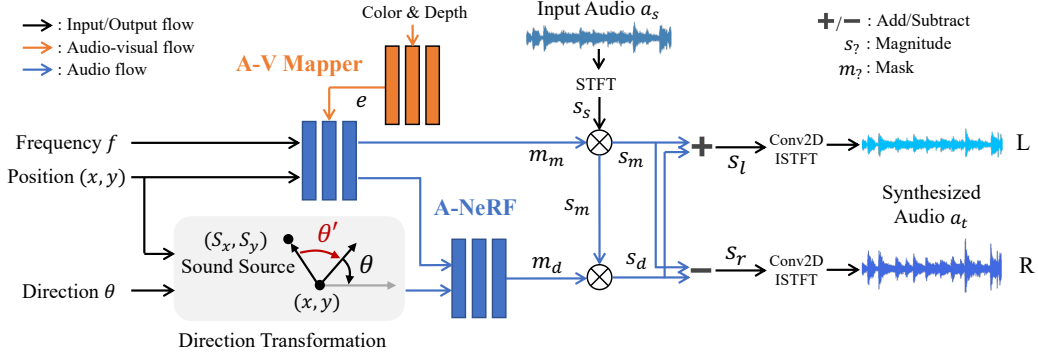 : Input/Output flow
: Audio-visual flow
: Audio flow
Color & Depth
A-V Mapper
e
Input Audio a_s
STFT
s_s
+/− : Add/Subtract
s_? : Magnitude
m_? : Mask
Frequency f
Position (x, y)
Direction θ
m_m
s_m
+
s_l
Conv2D
ISTFT
L
A-NeRF
s_m
Synthesized
Audio a_t
(S_x, S_y)
Sound Source
θ′
θ
(x, y)
m_d
s_d
−
s_r
Conv2D
ISTFT
R
Direction Transformation